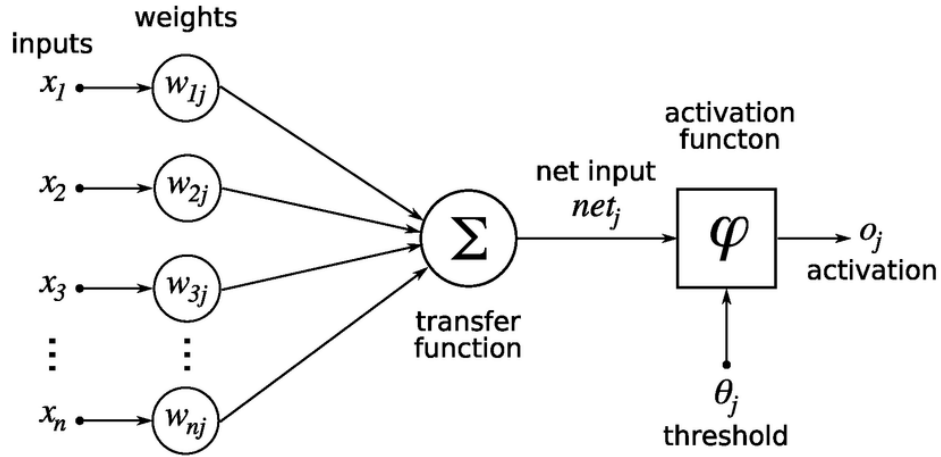 weights
inputs
x1
w1j
x2
w2j
x3
w3j
⋮
⋮
xn
wnj
Σ
transfer
function
net input
netj
activation
functon
φ
oj
activation
θj
threshold